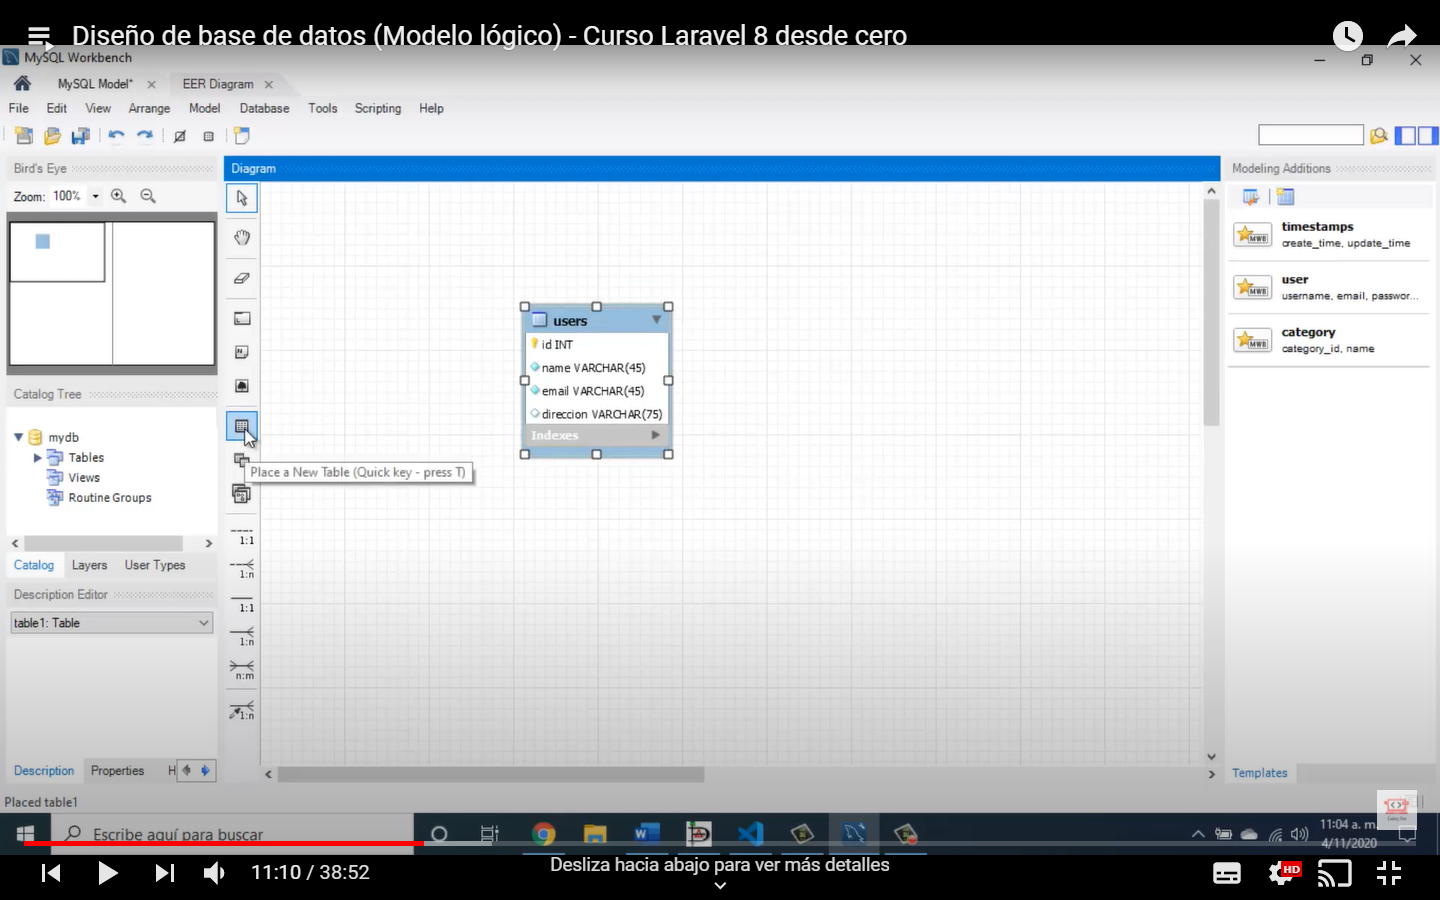 Diseño de base de datos (Modelo lógico) - Curso Laravel 8 desde cero
MySQL Workbench
MySQL Model* EER Diagram
File Edit View Arrange Model Database Tools Scripting Help
Bird's Eye
Diagram
Modeling Additions
Zoom: 100%
timestamps
create_time, update_time
user
username, email, passwor...
category
category_id, name
users
id INT
name VARCHAR(45)
email VARCHAR(45)
direccion VARCHAR(75)
Indexes
Place a New Table (Quick key - press T)
Catalog Tree
mydb
Tables
Views
Routine Groups
1:1
1:n
1:1
1:n
n:m
1:n
Catalog Layers User Types
Description Editor
table1: Table
Description Properties H
Templates
Placed table1
Escribe aquí para buscar
11:04 a. m.
4/11/2020
11:10 / 38:52
Desliza hacia abajo para ver más detalles
HD